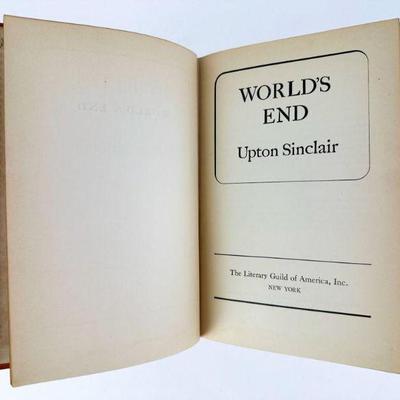 WORLD'S
END
Upton Sinclair
The Literary Guild of America, Inc.
NEW YORK